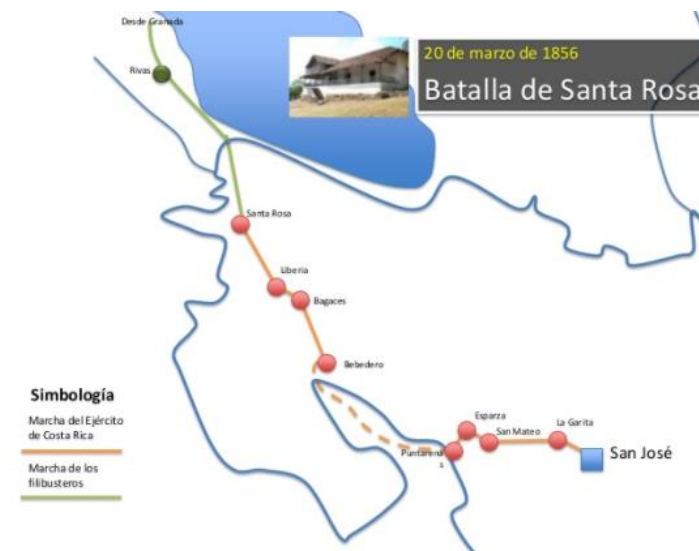 Desde Granada
20 de marzo de 1856
Batalla de Santa Rosa
Rivas
Santa Rosa
Liberia
Bagaces
Bebedero
Simbología
Marcha del Ejército
de Costa Rica
Marcha de los
filibusteros
Esparza
La Garita
San Mateo
Puntarena
s
San José